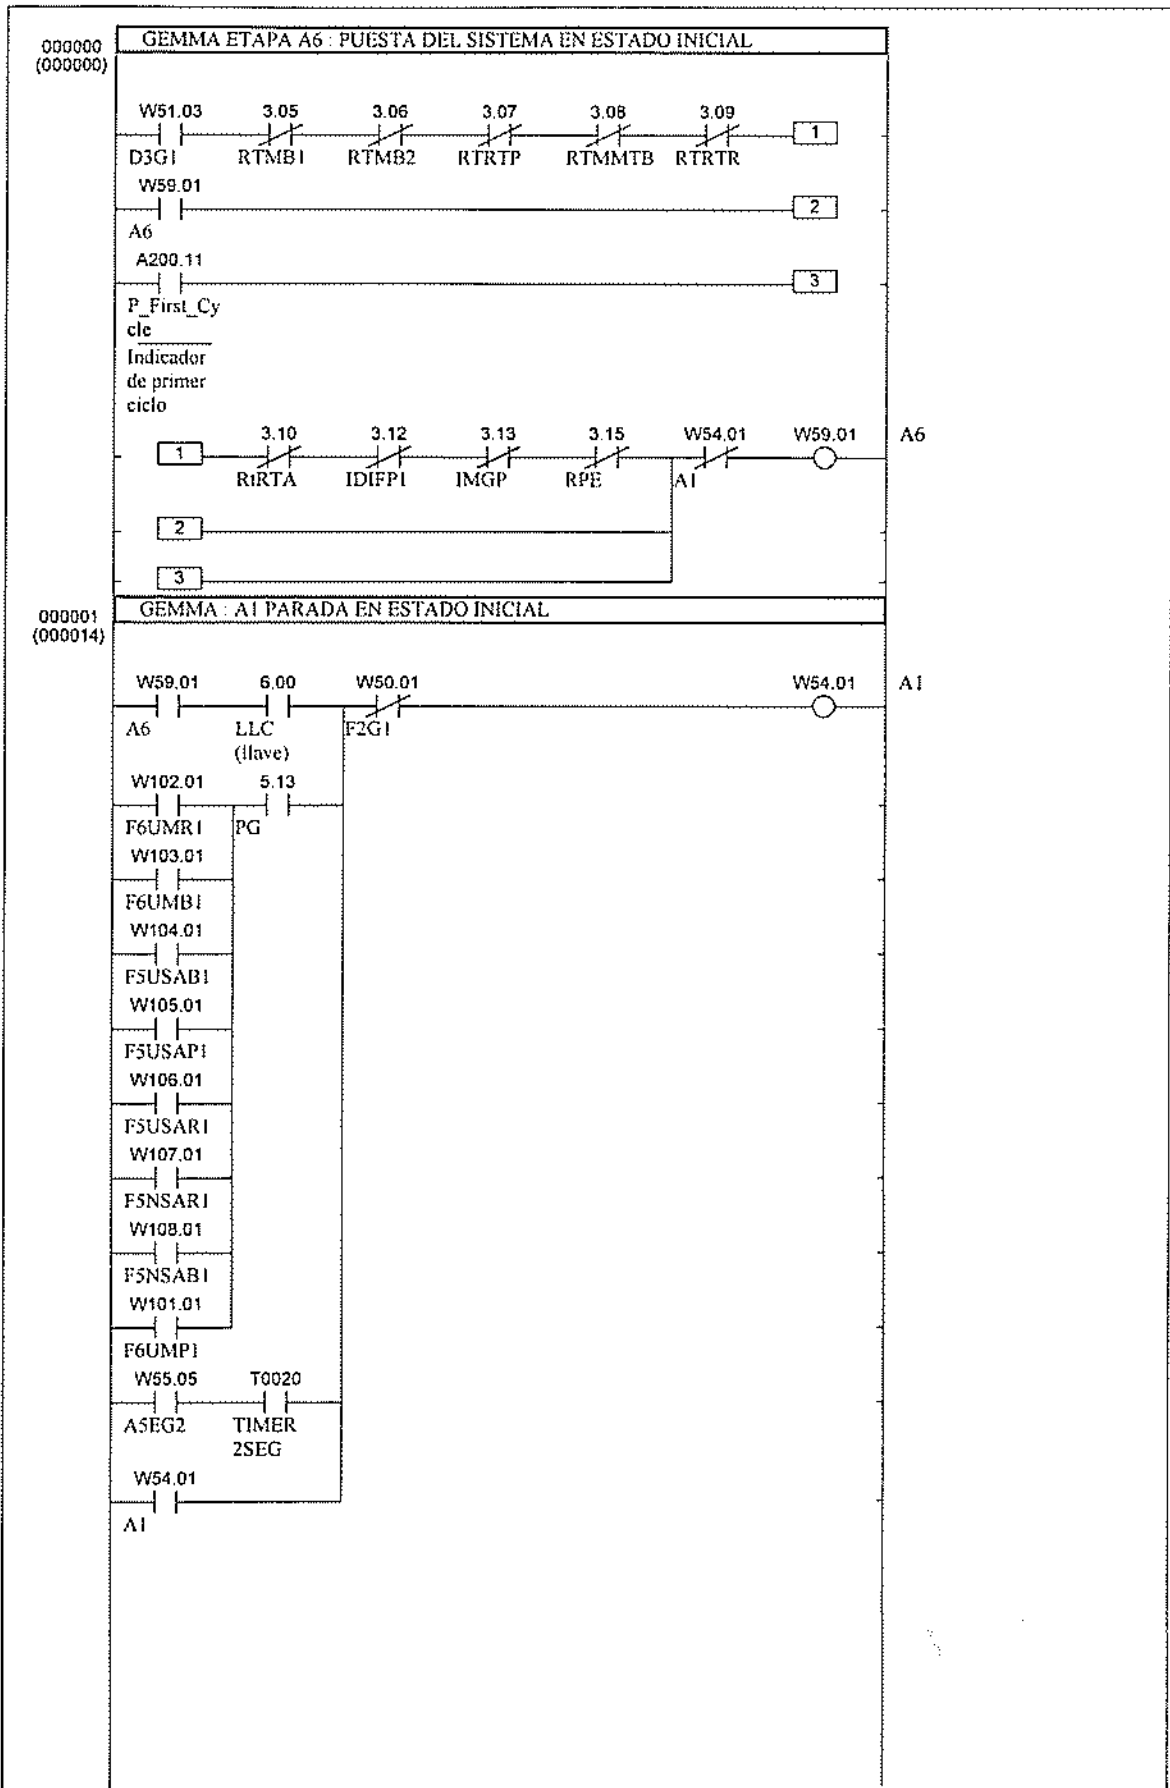 000000
(000000)
GEMMA ETAPA A6 : PUESTA DEL SISTEMA EN ESTADO INICIAL
W51.03 3.05 3.06 3.07 3.08 3.09
1
D3G1 RTMB1 RTMB2 RTRTP RTMMTB RTRTR
W59.01
2
A6
A200.11
3
P_First_Cy
cle
Indicador
de primer
ciclo
3.10 3.12 3.13 3.15 W54.01 W59.01 A6
1
RtRTA IDIFP1 IMGP RPE A1
2
3
000001
(000014)
GEMMA : A1 PARADA EN ESTADO INICIAL
W59.01 6.00 W50.01 W54.01 A1
A6 LLC F2G1
(llave)
W102.01 5.13
F6UMR1 PG
W103.01
F6UMB1
W104.01
F5USAB1
W105.01
F5USAP1
W106.01
F5USAR1
W107.01
F5NSAR1
W108.01
F5NSAB1
W101.01
F6UMP1
W55.05 T0020
A5EG2 TIMER
2SEG
W54.01
A1